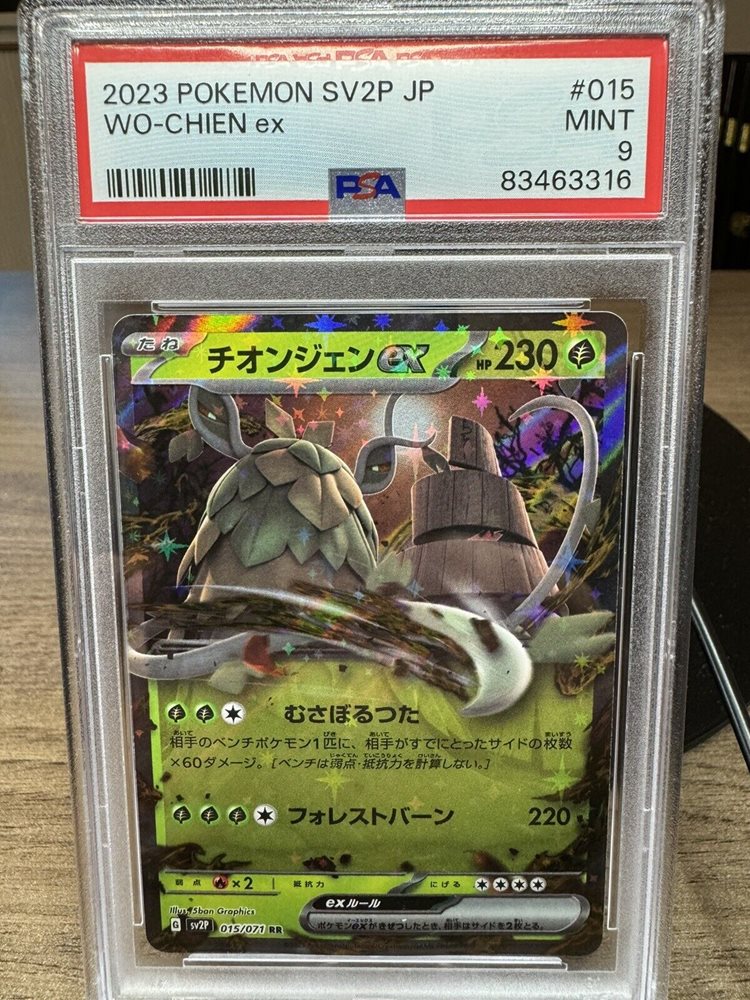 2023 POKEMON SV2P JP
#015
WO-CHIEN ex
MINT
9
PSA
83463316
たね
チオンジェンex
HP230
むさぼるつた
相手のベンチポケモン1匹に、相手がすでにとったサイドの枚数
×60ダメージ。[ベンチは弱点・抵抗力を計算しない。]
フォレストバーン
220
弱点
×2
抵抗力
にげる
Illus. 5ban Graphics
exルール
G
sv2P
015/071 RR
ポケモンexがきぜつしたとき、相手はサイドを2枚とる。